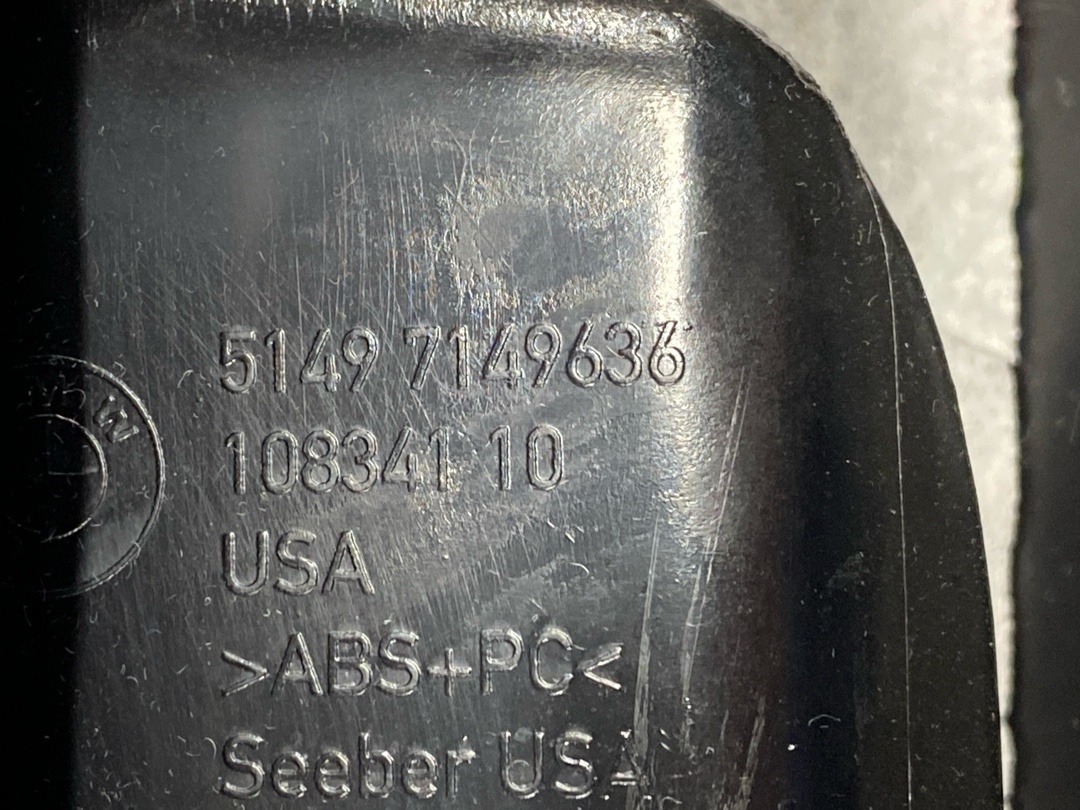 W
5149 7149636
108341 10
USA
>ABS+PC<
Seeber USA